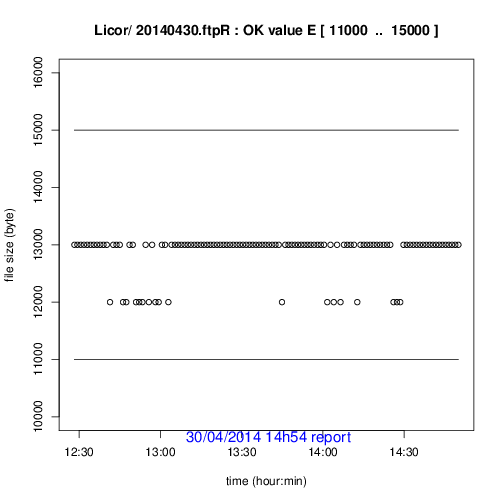 Licor/ 20140430.ftpR : OK value E [ 11000 .. 15000 ]
file size (byte)
16000
15000
14000
13000
12000
11000
10000
30/04/2014 14h54 report
12:30 13:00 13:30 14:00 14:30
time (hour:min)